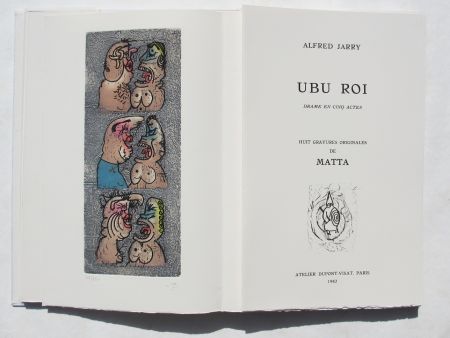 ALFRED JARRY
UBU ROI
DRAME EN CINQ ACTES
HUIT GRAVURES ORIGINALES
DE
MATTA
ATELIER DUPONT-VISAT, PARIS
1982